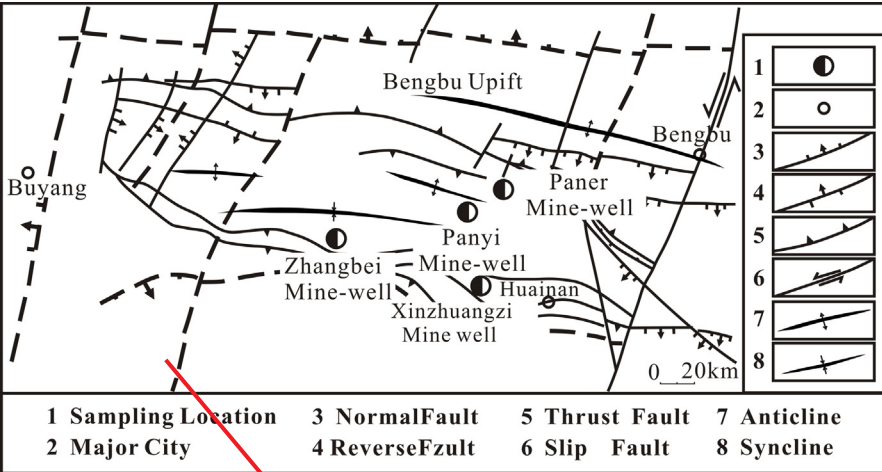 Bengbu Upift
Bengbu
Buyang
Paner
Mine-well
Panyi
Mine-well
Zhangbei
Mine-well
Huainan
Xinzhuangzi
Mine well
0 20km
1
2
3
4
5
6
7
8
1 Sampling Location 3 NormalFault 5 Thrust Fault 7 Anticline
2 Major City 4 ReverseFzult 6 Slip Fault 8 Syncline